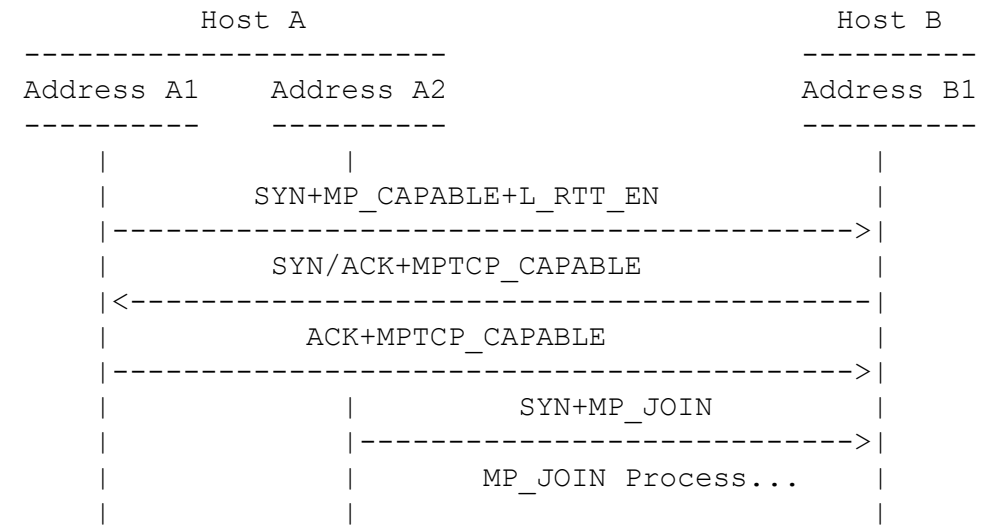 Host A Host B
------------------------ ----------
Address A1 Address A2 Address B1
---------- ---------- ----------
| | |
| SYN+MP_CAPABLE+L_RTT_EN |
|------------------------------------------>|
| SYN/ACK+MPTCP_CAPABLE |
|<------------------------------------------|
| ACK+MPTCP_CAPABLE |
|------------------------------------------>|
| | SYN+MP_JOIN |
| |---------------------------->|
| | MP_JOIN Process... |
| | |